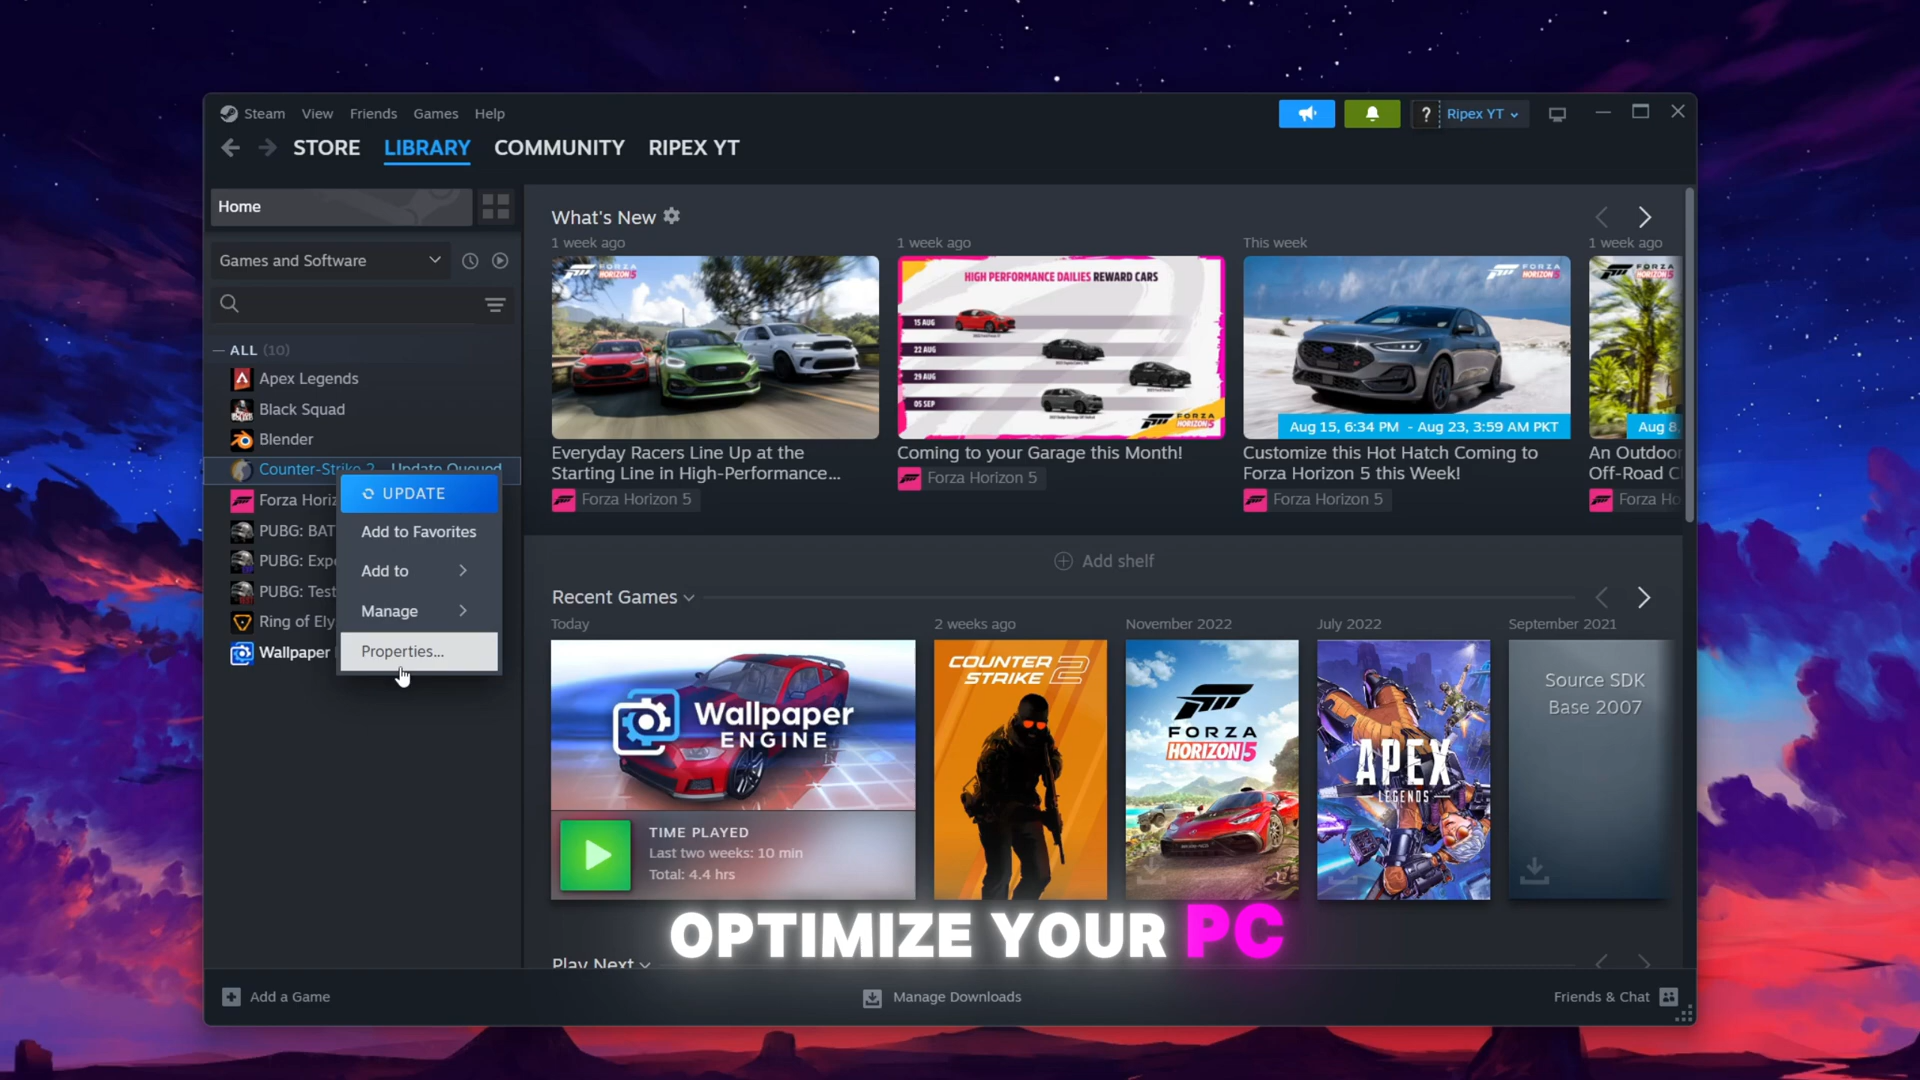 Steam View Friends Games Help
? Ripex YT
STORE LIBRARY COMMUNITY RIPEX YT
Home
Games and Software
ALL (10)
Apex Legends
Black Squad
Blender
Counter-Strike 2 - Update Queued
Forza Horiz
PUBG: BAT
PUBG: Expe
PUBG: Test
Ring of Ely
Wallpaper
UPDATE
Add to Favorites
Add to
Manage
Properties...
What's New
1 week ago
FORZA
HORIZON 5
Everyday Racers Line Up at the
Starting Line in High-Performance...
Forza Horizon 5
1 week ago
HIGH PERFORMANCE DAILIES REWARD CARS
15 AUG
22 AUG
29 AUG
05 SEP
FORZA
HORIZON 5
Coming to your Garage this Month!
Forza Horizon 5
This week
FORZA
HORIZON 5
Aug 15, 6:34 PM - Aug 23, 3:59 AM PKT
Customize this Hot Hatch Coming to
Forza Horizon 5 this Week!
Forza Horizon 5
1 week ago
FORZA
HORIZON 5
Aug 8.
An Outdoor
Off-Road C
Forza Ho
Add shelf
Recent Games
Today
Wallpaper
ENGINE
TIME PLAYED
Last two weeks: 10 min
Total: 4.4 hrs
2 weeks ago
COUNTER
STRIKE 2
November 2022
FORZA
HORIZON 5
July 2022
APEX
LEGENDS
September 2021
Source SDK
Base 2007
OPTIMIZE YOUR PC
Play Next
Add a Game
Manage Downloads
Friends & Chat